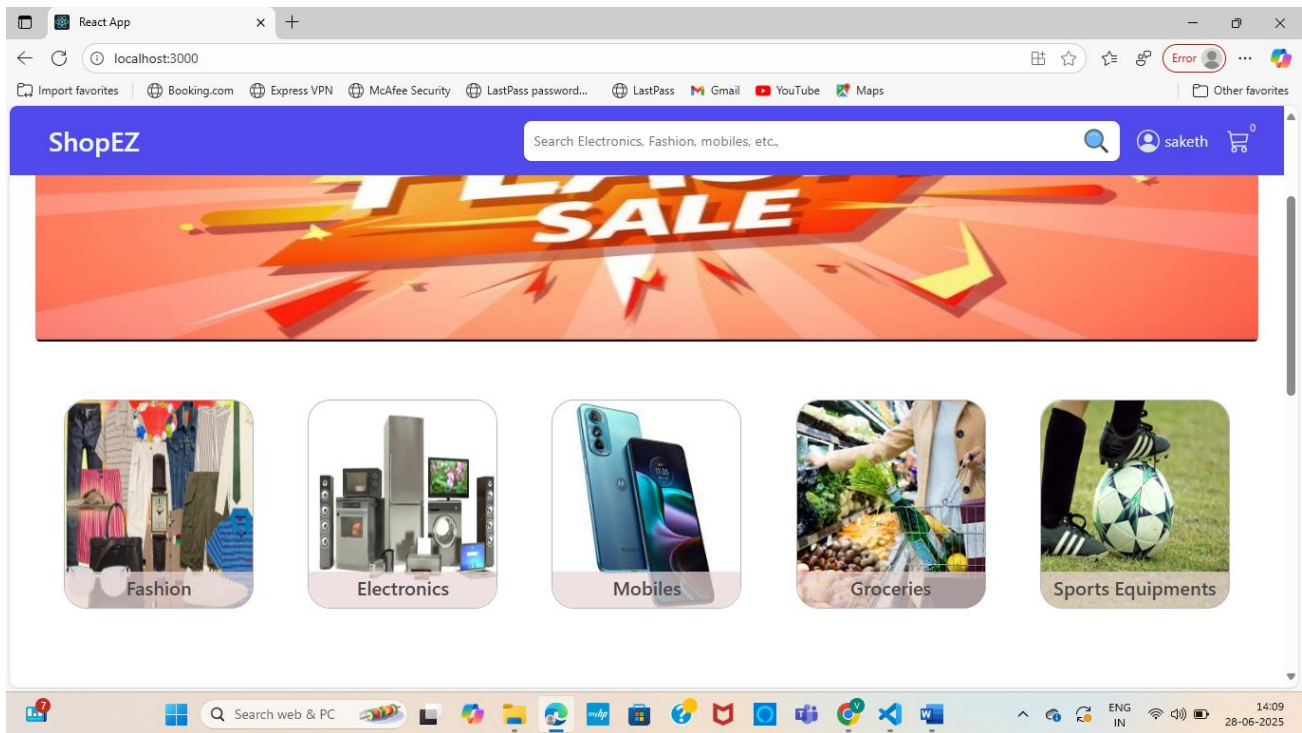 React App
localhost:3000
Error
Import favorites
Booking.com
Express VPN
McAfee Security
LastPass password...
LastPass
Gmail
YouTube
Maps
Other favorites
ShopEZ
Search Electronics, Fashion, mobiles, etc.,
saketh
0
SALE
Fashion
Electronics
Mobiles
Groceries
Sports Equipments
7
Search web & PC
ENG
IN
14:09
28-06-2025